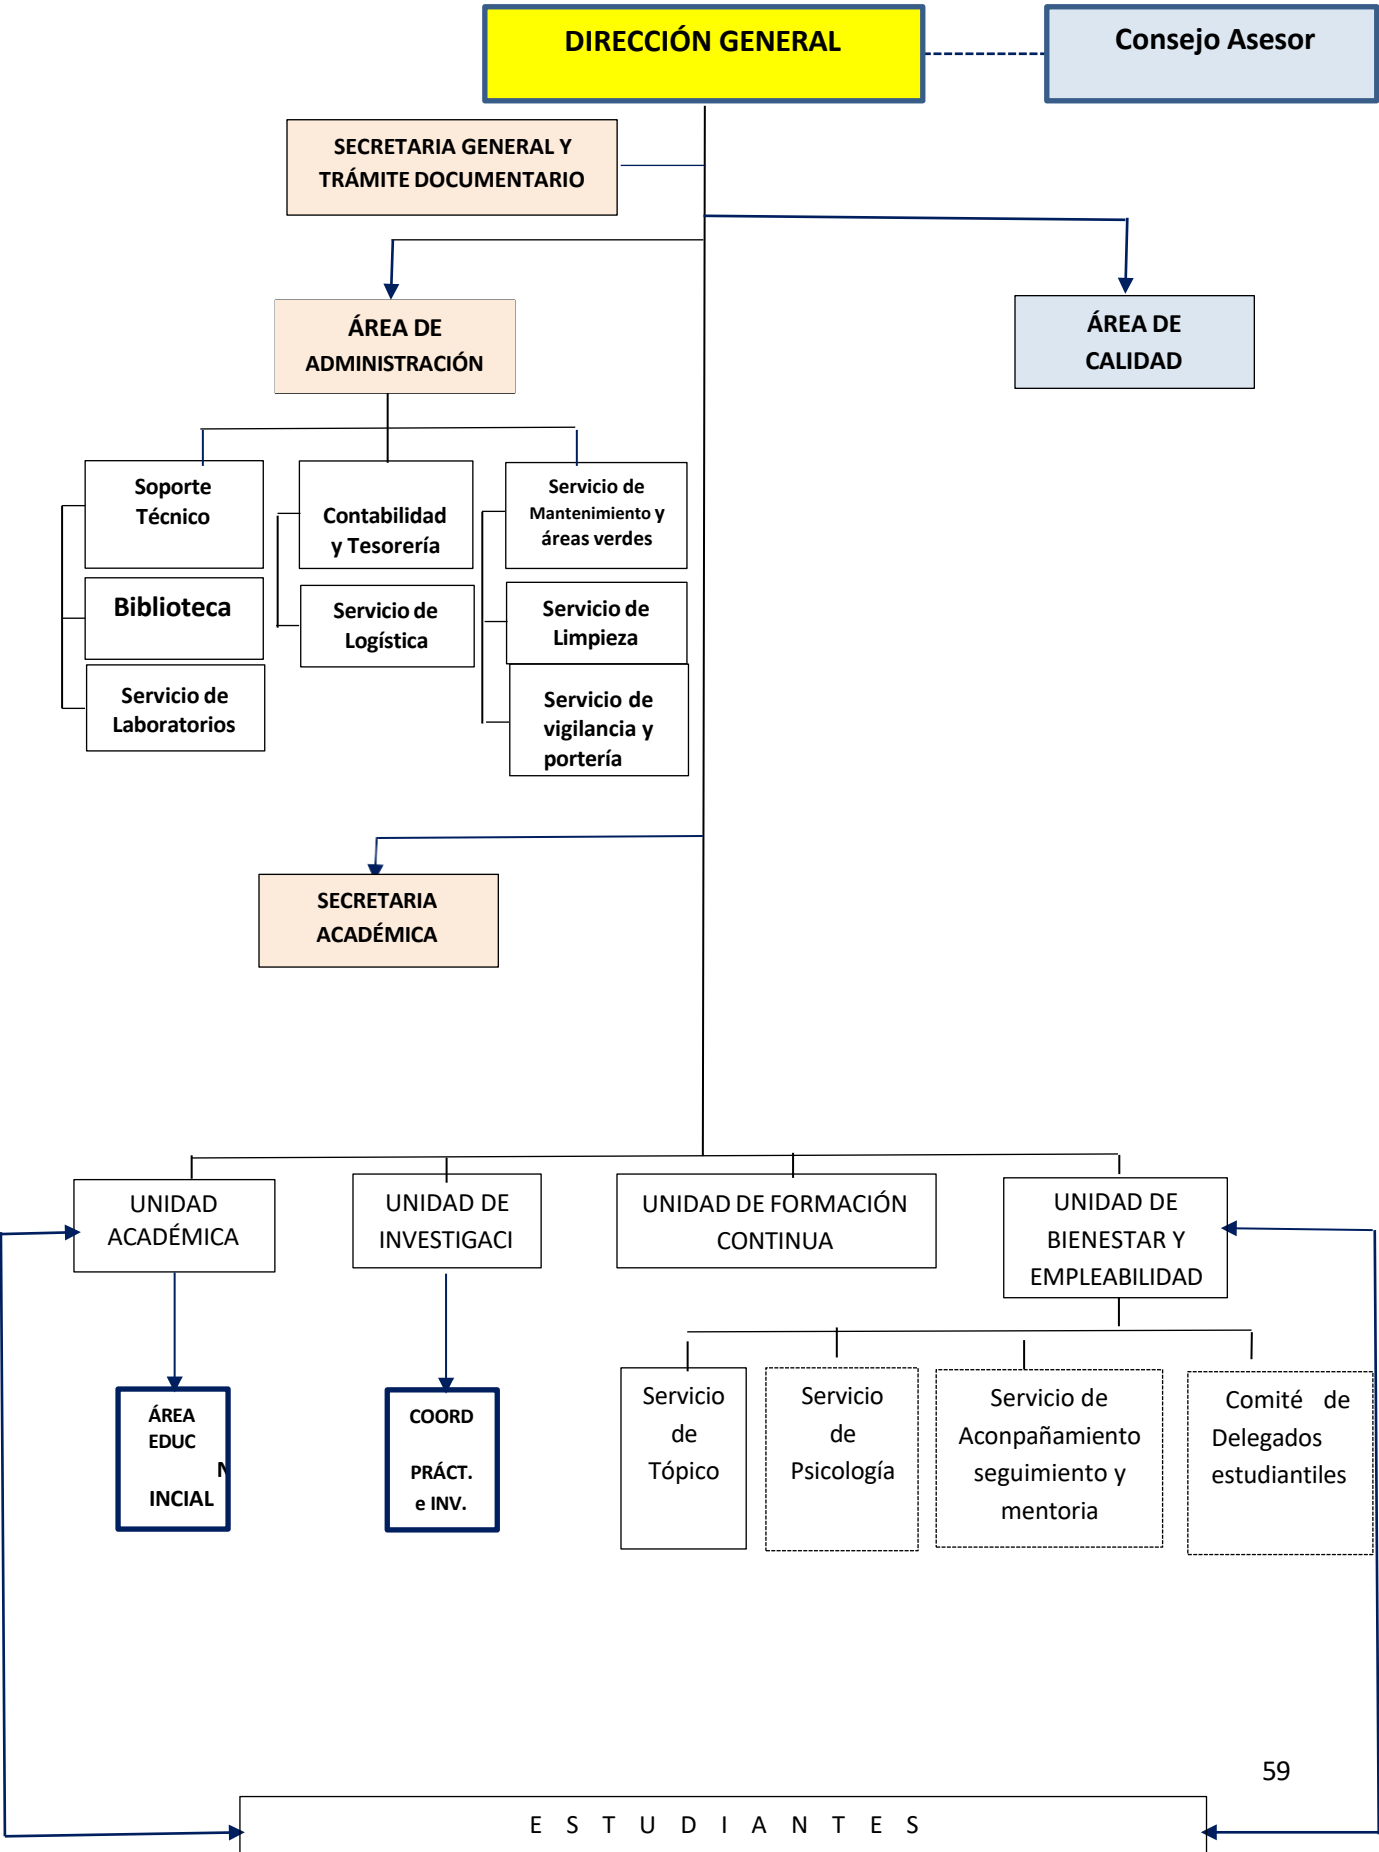 DIRECCIÓN GENERAL
Consejo Asesor
SECRETARIA GENERAL Y
TRÁMITE DOCUMENTARIO
ÁREA DE
ADMINISTRACIÓN
ÁREA DE
CALIDAD
Soporte
Técnico
Contabilidad
y Tesorería
Servicio de
Mantenimiento y
áreas verdes
Biblioteca
Servicio de
Logística
Servicio de
Limpieza
Servicio de
Laboratorios
Servicio de
vigilancia y
portería
SECRETARIA
ACADÉMICA
UNIDAD
ACADÉMICA
UNIDAD DE
INVESTIGACI
UNIDAD DE FORMACIÓN
CONTINUA
UNIDAD DE
BIENESTAR Y
EMPLEABILIDAD
ÁREA
EDUC
N
INCIAL
COORD
PRÁCT.
e INV.
Servicio
de
Tópico
Servicio
de
Psicología
Servicio de
Aconpañamiento
seguimiento y
mentoria
Comité de
Delegados
estudiantiles
59
E S T U D I A N T E S